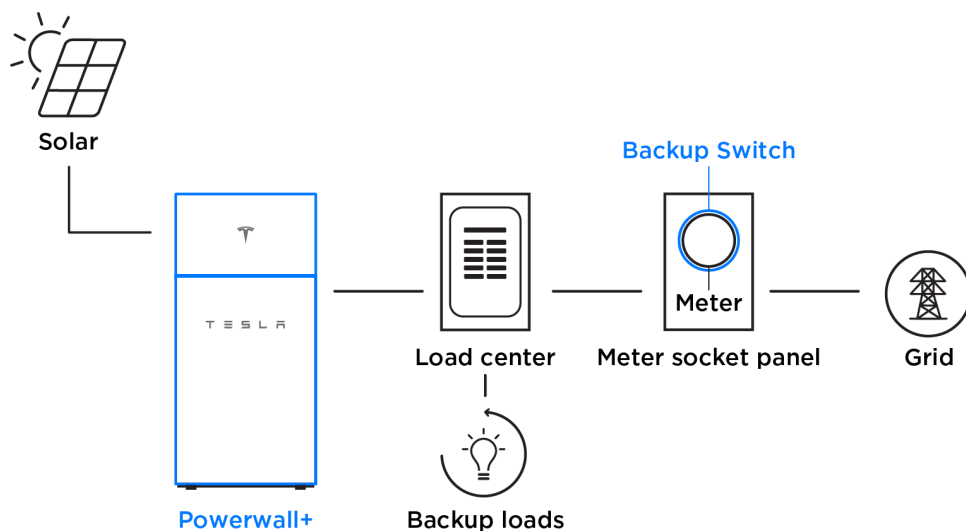 Solar
Backup Switch
TESLA
Meter
Load center
Meter socket panel
Grid
Powerwall+
Backup loads